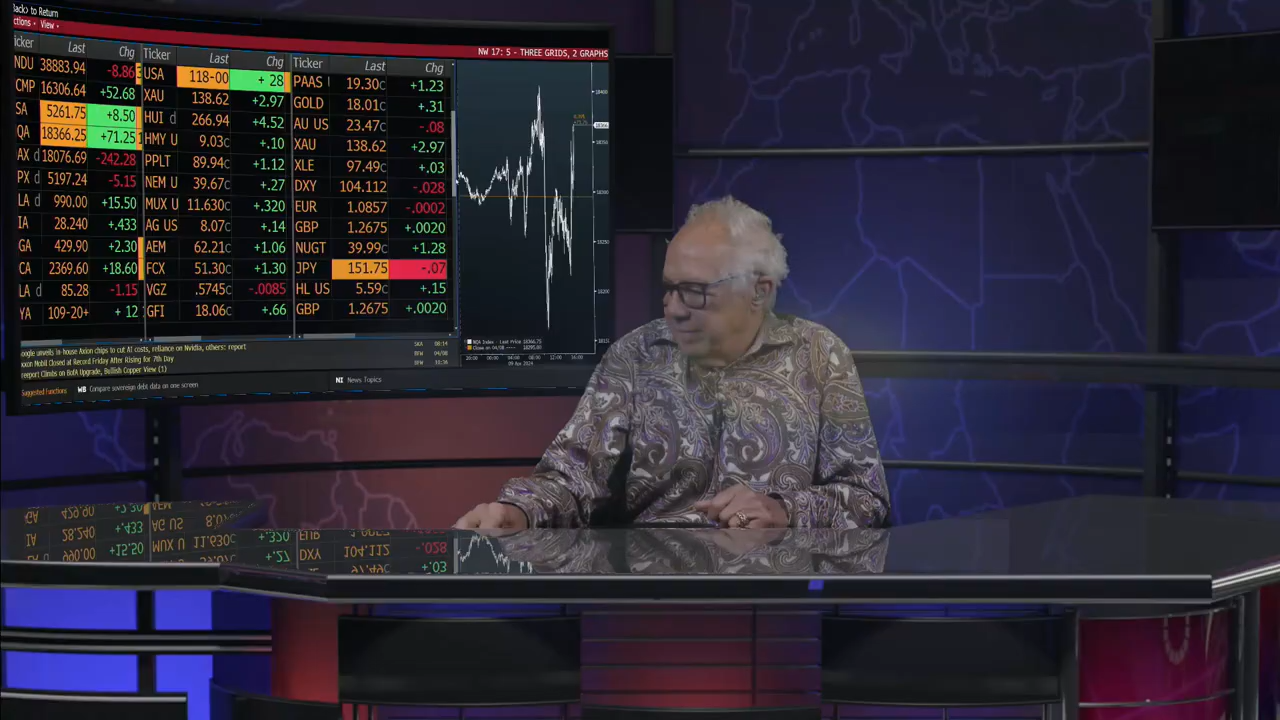 Back> to Return
ctions · View ·
NW 17: 5 - THREE GRIDS, 2 GRAPHS
icker Last Chg
NDU 38883.94 -8.86
CMP 16306.64 +52.68
SA 5261.75 +8.50
QA 18366.25 +71.25
AX d 18076.69 -242.28
PX d 5197.24 -5.15
LA d 990.00 +15.50
IA 28.240 +.433
GA 429.90 +2.30
CA 2369.60 +18.60
LA d 85.28 -1.15
YA 109-20+ + 12
Ticker Last Chg
USA 118-00 + 28
XAU 138.62 +2.97
HUI d 266.94 +4.52
HMY U 9.03c +.10
PPLT 89.94c +1.12
NEM U 39.67c +.27
MUX U 11.630c +.320
AG US 8.07c +.14
AEM 62.21c +1.06
FCX 51.30c +1.30
VGZ .5745c -.0085
GFI 18.06c +.66
Ticker Last Chg
PAAS 19.30c +1.23
GOLD 18.01c +.31
AU US 23.47c -.08
XAU 138.62 +2.97
XLE 97.49c +.03
DXY 104.112 -.028
EUR 1.0857 -.0002
GBP 1.2675 +.0020
NUGT 39.99c +1.28
JPY 151.75 -.07
HL US 5.59c +.15
GBP 1.2675 +.0020
oogle unveils In-house Axion chips to cut AI costs, reliance on Nvidia, others: report
xxon Mobil Closed at Record Friday After Rising for 7th Day
reeport Climbs on BofA Upgrade, Bullish Copper View (1)
Suggested Functions WB Compare sovereign debt data on one screen
NI News Topics
09 Apr 2024